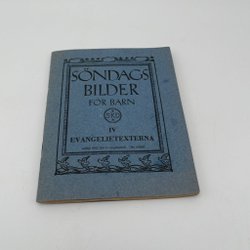 SÖNDAGS
BILDER
FÖR BARN
IV
EVANGELIETEXTERNA